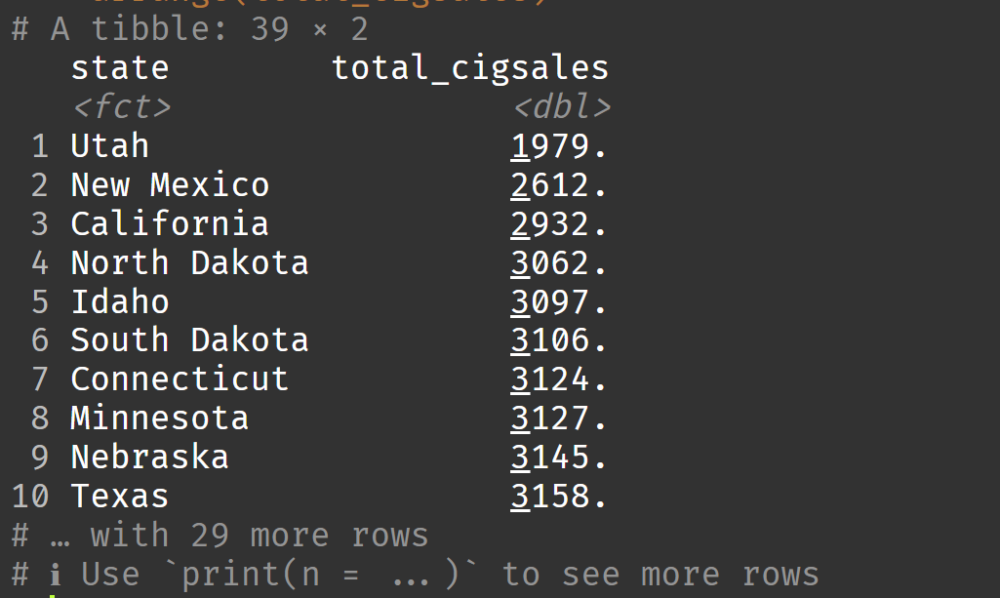 arrange(total_cigsales)
# A tibble: 39 × 2
state total_cigsales
<fct> <dbl>
1 Utah 1979.
2 New Mexico 2612.
3 California 2932.
4 North Dakota 3062.
5 Idaho 3097.
6 South Dakota 3106.
7 Connecticut 3124.
8 Minnesota 3127.
9 Nebraska 3145.
10 Texas 3158.
# … with 29 more rows
# ℹ Use `print(n = ...)` to see more rows